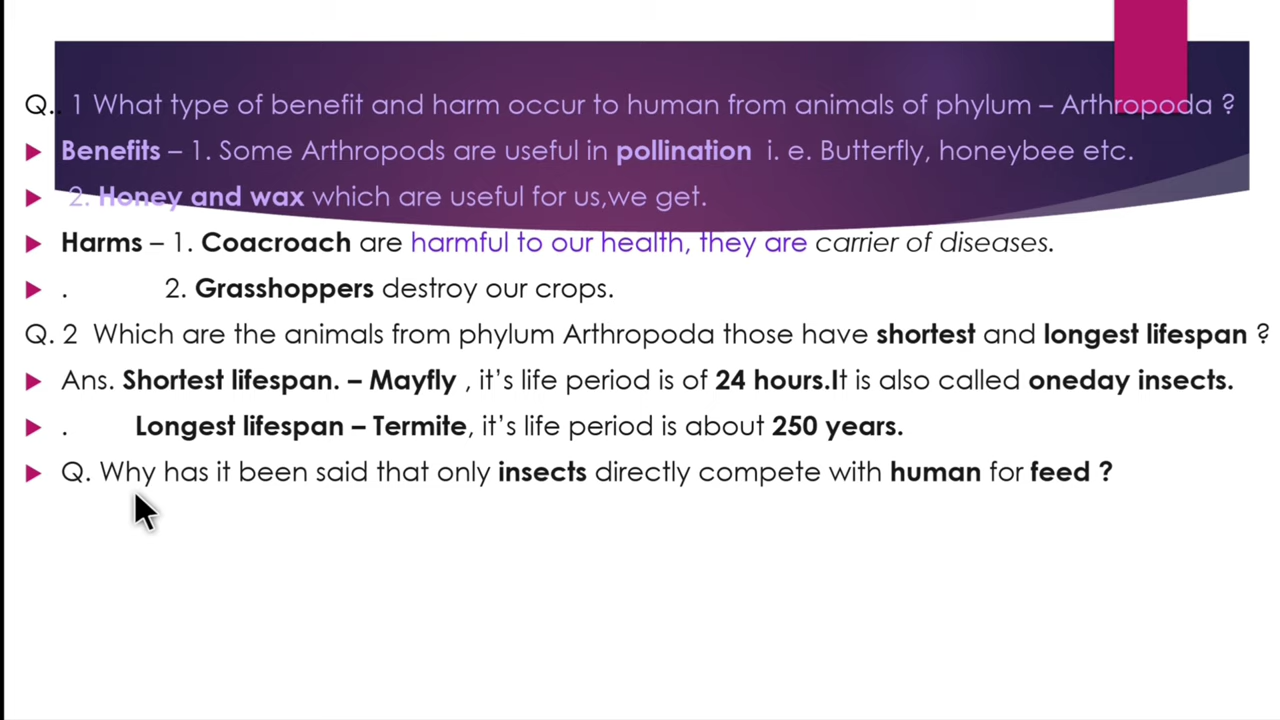 Q.. 1 What type of benefit and harm occur to human from animals of phylum – Arthropoda ?
Benefits – 1. Some Arthropods are useful in pollination i. e. Butterfly, honeybee etc.
2. Honey and wax which are useful for us,we get.
Harms – 1. Coacroach are harmful to our health, they are carrier of diseases.
. 2. Grasshoppers destroy our crops.
Q. 2 Which are the animals from phylum Arthropoda those have shortest and longest lifespan ?
Ans. Shortest lifespan. – Mayfly , it’s life period is of 24 hours.It is also called oneday insects.
. Longest lifespan – Termite, it’s life period is about 250 years.
Q. Why has it been said that only insects directly compete with human for feed ?